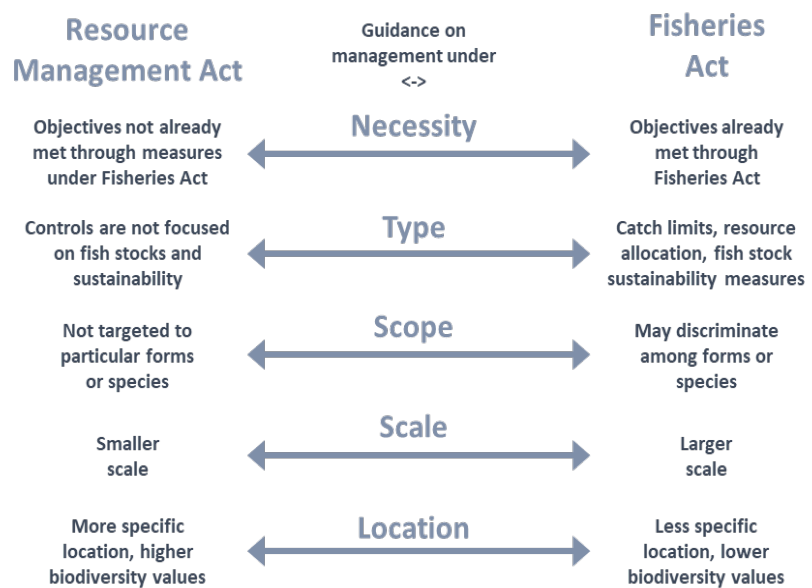 Resource
Management Act
Guidance on
management under
<->
Fisheries
Act
Necessity
Objectives not already
met through measures
under Fisheries Act
Objectives already
met through
Fisheries Act
Type
Controls are not focused
on fish stocks and
sustainability
Catch limits, resource
allocation, fish stock
sustainability measures
Scope
Not targeted to
particular forms
or species
May discriminate
among forms or
species
Scale
Smaller
scale
Larger
scale
Location
More specific
location, higher
biodiversity values
Less specific
location, lower
biodiversity values